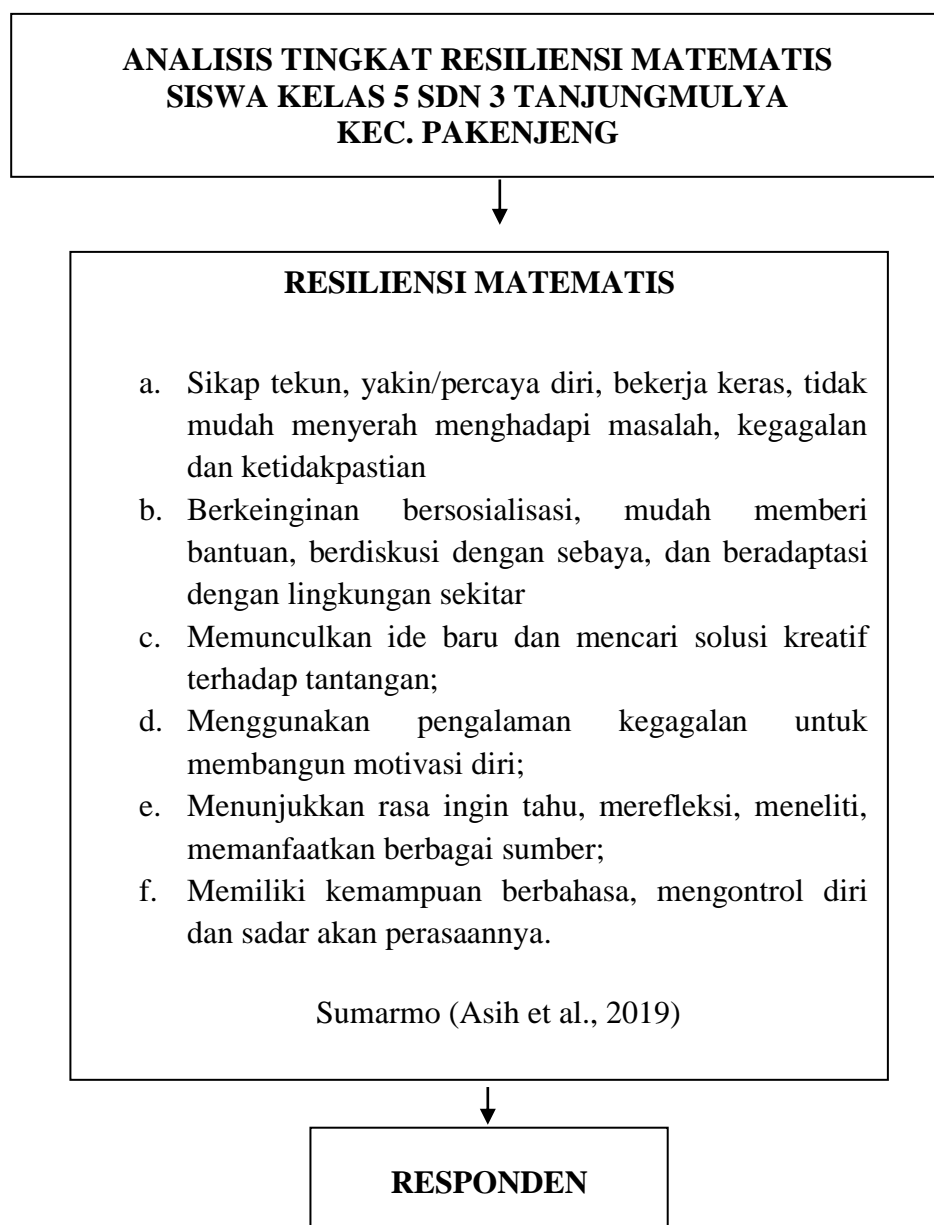 ANALISIS TINGKAT RESILIENSI MATEMATIS
SISWA KELAS 5 SDN 3 TANJUNGMULYA
KEC. PAKENJENG
RESILIENSI MATEMATIS
a. Sikap tekun, yakin/percaya diri, bekerja keras, tidak
mudah menyerah menghadapi masalah, kegagalan
dan ketidakpastian
b. Berkeinginan bersosialisasi, mudah memberi
bantuan, berdiskusi dengan sebaya, dan beradaptasi
dengan lingkungan sekitar
c. Memunculkan ide baru dan mencari solusi kreatif
terhadap tantangan;
d. Menggunakan pengalaman kegagalan untuk
membangun motivasi diri;
e. Menunjukkan rasa ingin tahu, merefleksi, meneliti,
memanfaatkan berbagai sumber;
f. Memiliki kemampuan berbahasa, mengontrol diri
dan sadar akan perasaannya.
Sumarmo (Asih et al., 2019)
RESPONDEN